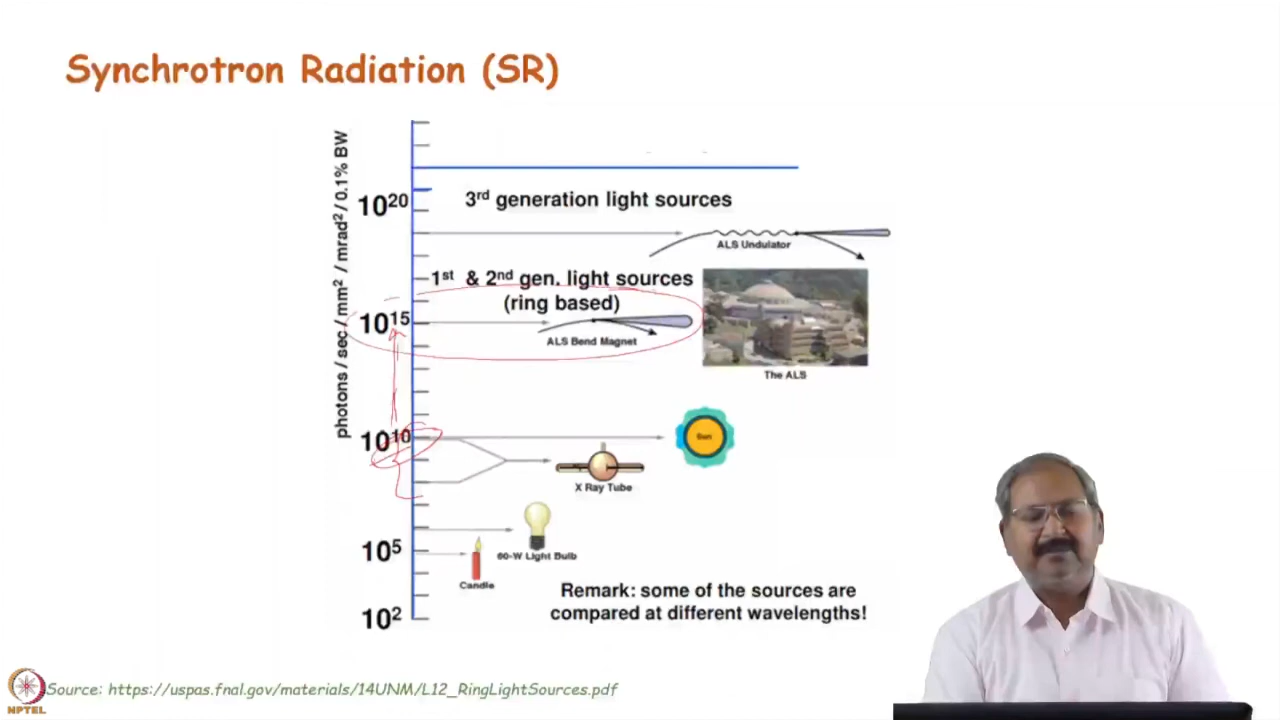 Synchrotron Radiation (SR)
photons / sec / mm² / mrad² / 0.1% BW
10²⁰
3rd generation light sources
ALS Undulator
1st & 2nd gen. light sources
(ring based)
10¹⁵
ALS Bend Magnet
The ALS
10¹⁰
Sun
X Ray Tube
10⁵
60-W Light Bulb
Candle
Remark: some of the sources are
compared at different wavelengths!
10²
Source: https://uspas.fnal.gov/materials/14UNM/L12_RingLightSources.pdf
NPTEL